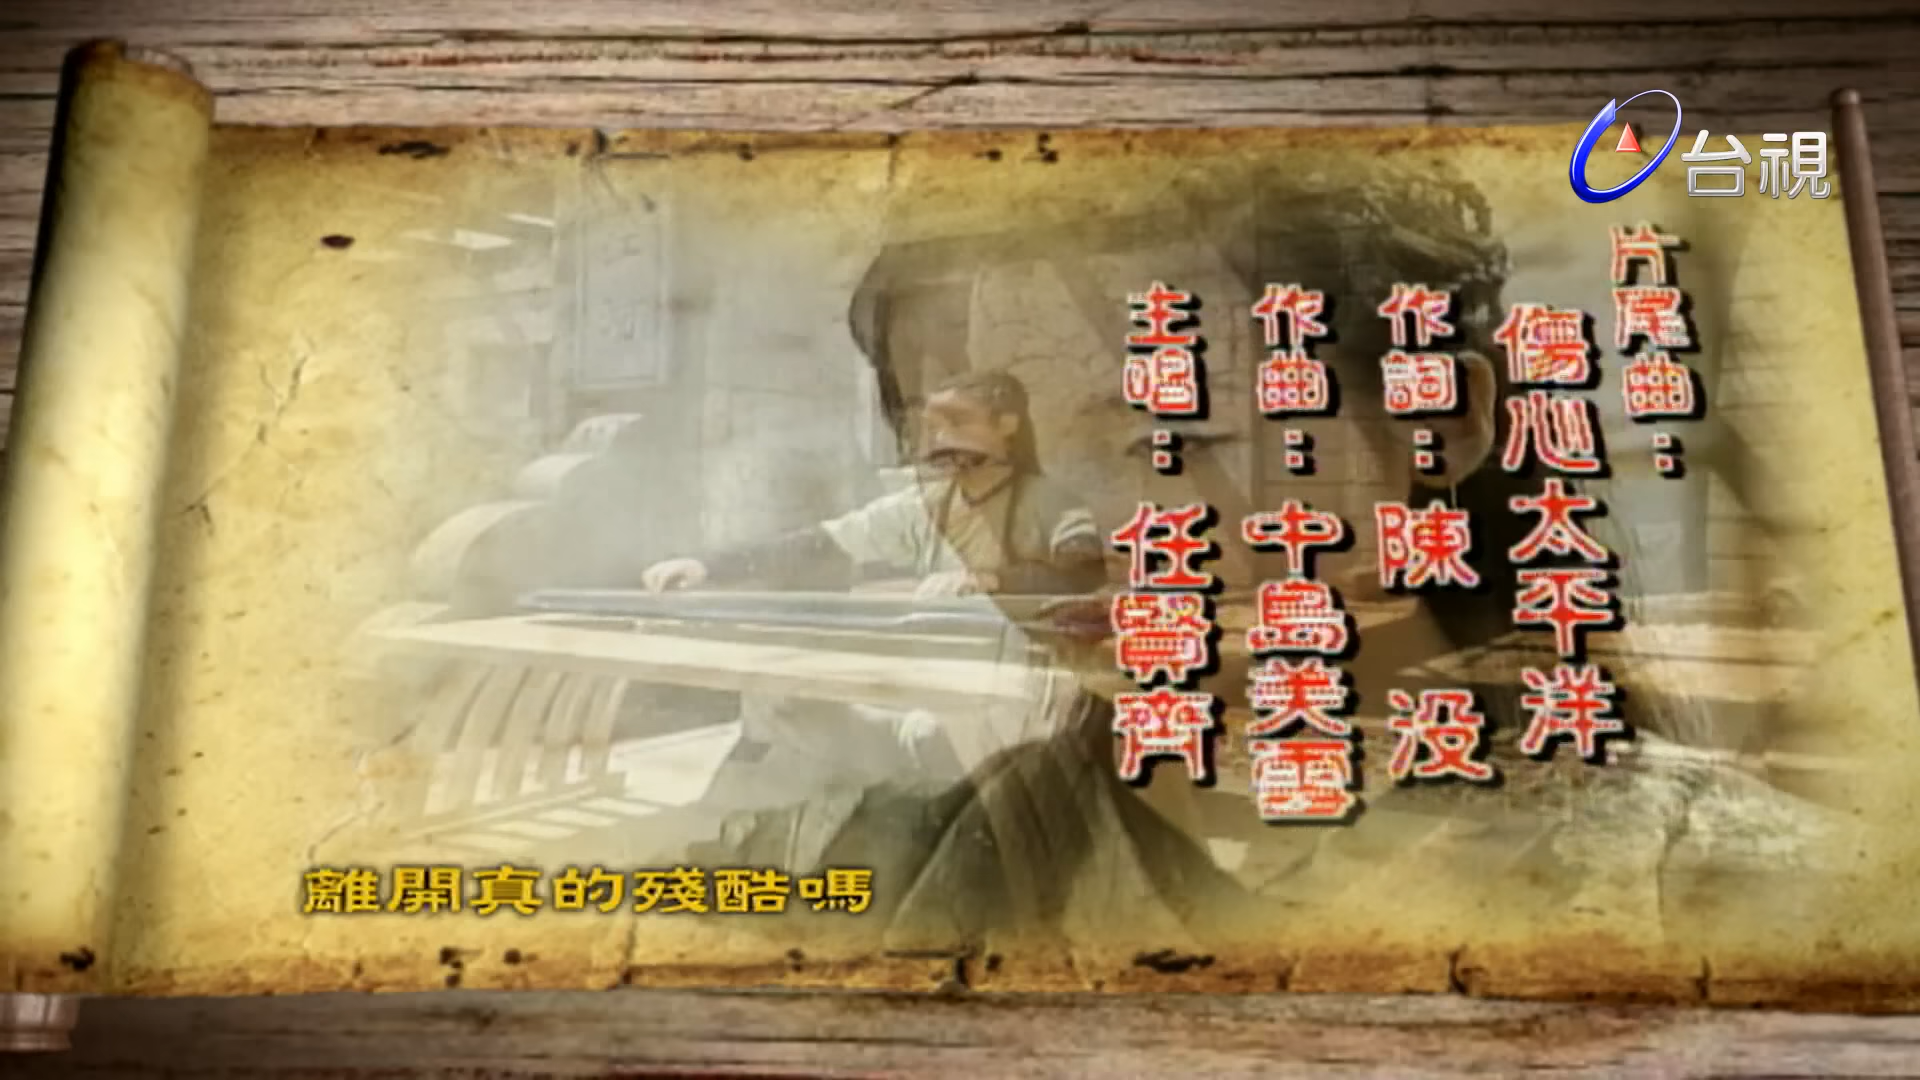 台視
片尾曲:
傷心太平洋
作詞: 陳 没
作曲: 中島美雪
主唱: 任賢齊
離開真的殘酷嗎